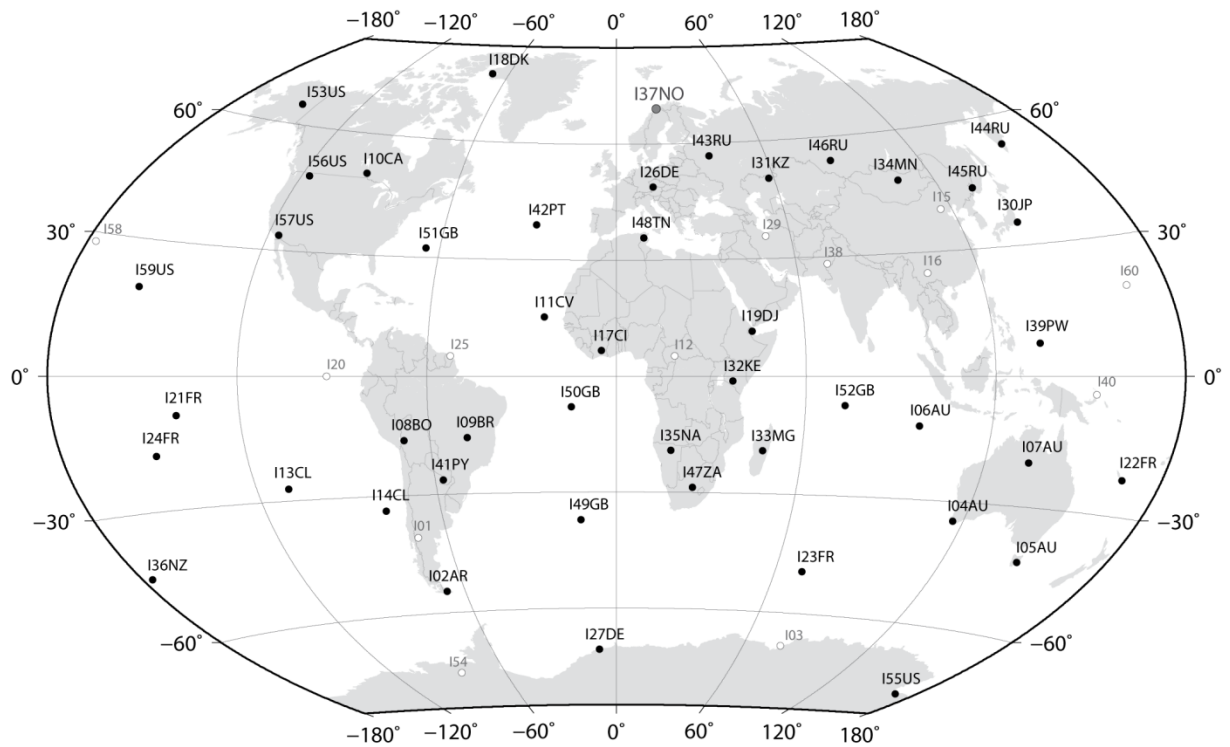 −180° −120° −60° 0° 60° 120° 180°
I18DK
I53US
I37NO
60° 60°
I44RU
I43RU
I46RU
I56US I10CA
I31KZ
I34MN
I45RU
I26DE
I15
I30JP
I42PT
I57US
I48TN
I29
30° I58 30°
I51GB
I38
I16
I59US
I60
I11CV
I19DJ
I39PW
I17CI
I25
I12
I32KE
0° I20 0°
I40
I50GB
I52GB
I21FR
I06AU
I08BO I09BR
I24FR
I35NA I33MG
I07AU
I41PY
I22FR
I13CL
I47ZA
I14CL
I49GB
I04AU
−30° −30°
I01
I05AU
I23FR
I36NZ
I02AR
I27DE
I03
−60° −60°
I54
I55US
−180° −120° −60° 0° 60° 120° 180°